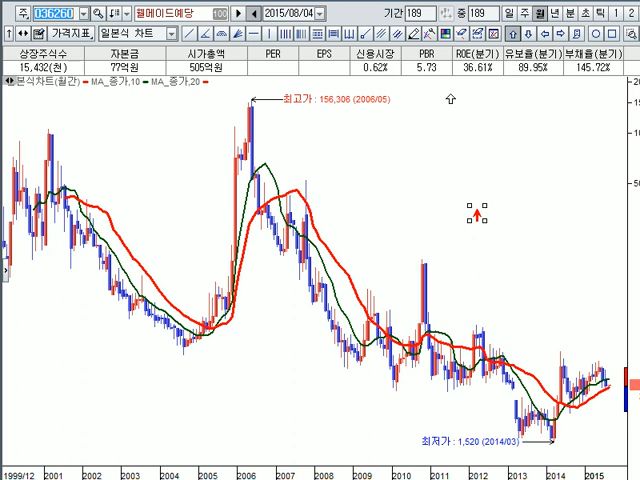 주 036260 웰메이드예당 100 2015/08/04 기간 189 중 189 일 주 월 년 분 초 틱 1 2
가격지표 일본식 차트
상장주식수 자본금 시가총액 PER EPS 신용시장 PBR ROE(분기) 유보율(분기) 부채율(분기)
15,432(천) 77억원 505억원 0.62% 5.73 36.61% 89.95% 145.72%
본식차트(월간) MA_종가,10 MA_종가,20
최고가 : 156,306 (2006/05)
최저가 : 1,520 (2014/03)
1999/12 2001 2002 2003 2004 2005 2006 2007 2008 2009 2010 2011 2012 2013 2014 2015